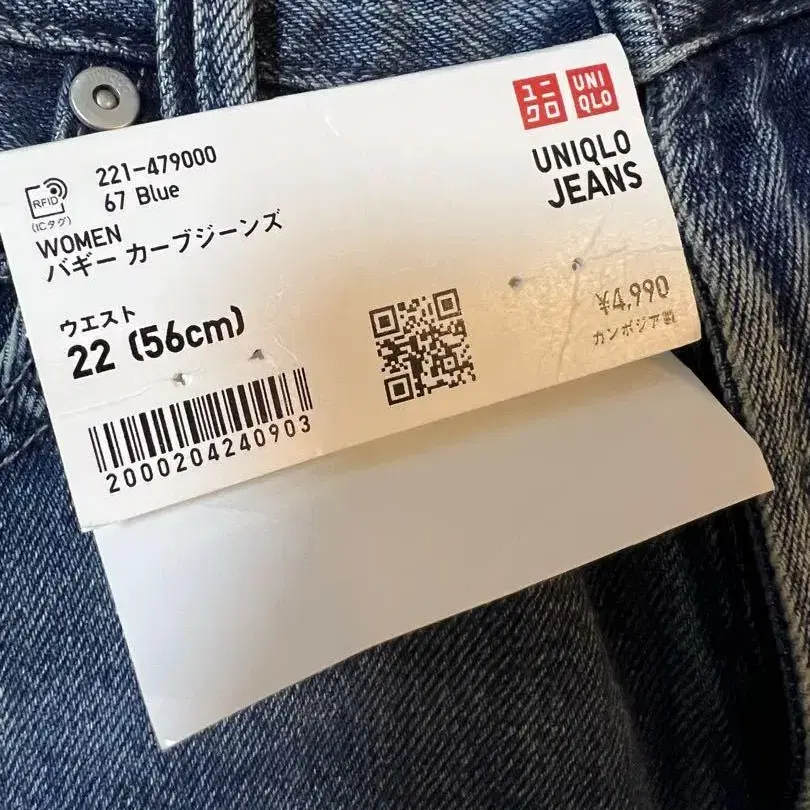 ユニクロ
UNIQLO
UNIQLO
JEANS
221-479000
67 Blue
RFID
(ICタグ)
WOMEN
バギー カーブジーンズ
ウエスト
22 (56cm)
¥4,990
カンボジア製
2000204240903